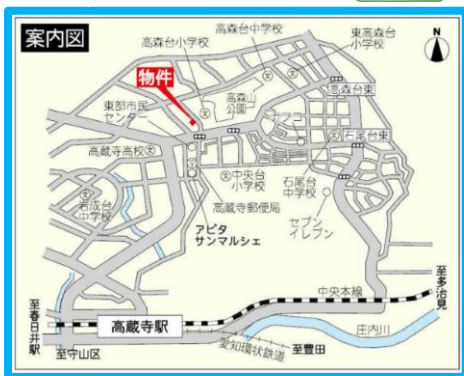 案内図
高森台小学校
高森台中学校
東高森台
小学校
N
物件
高森台東
東部市民
センター
高森山
公園
ナフコ
石尾台東
高蔵寺高校
中央台
小学校
石尾台
中学校
岩成台
中学校
高蔵寺郵便局
アピタ
サンマルシェ
セブン
イレブン
至多治見
中央本線
至春日井駅
高蔵寺駅
庄内川
至守山区
愛知環状鉄道
至豊田